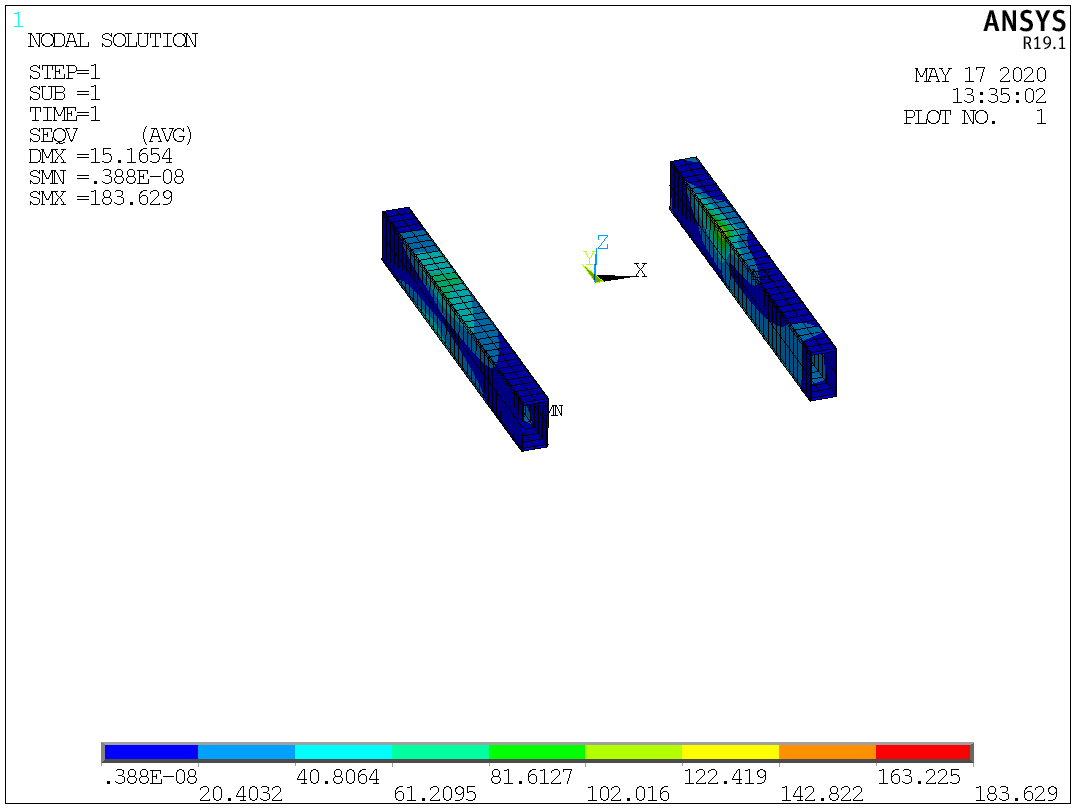 1
ANSYS
R19.1
NODAL SOLUTION
STEP=1
SUB =1
TIME=1
SEQV (AVG)
DMX =15.1654
SMN =.388E-08
SMX =183.629
MAY 17 2020
13:35:02
PLOT NO. 1
Z
Y
X
MN
.388E-08
20.4032
40.8064
61.2095
81.6127
102.016
122.419
142.822
163.225
183.629